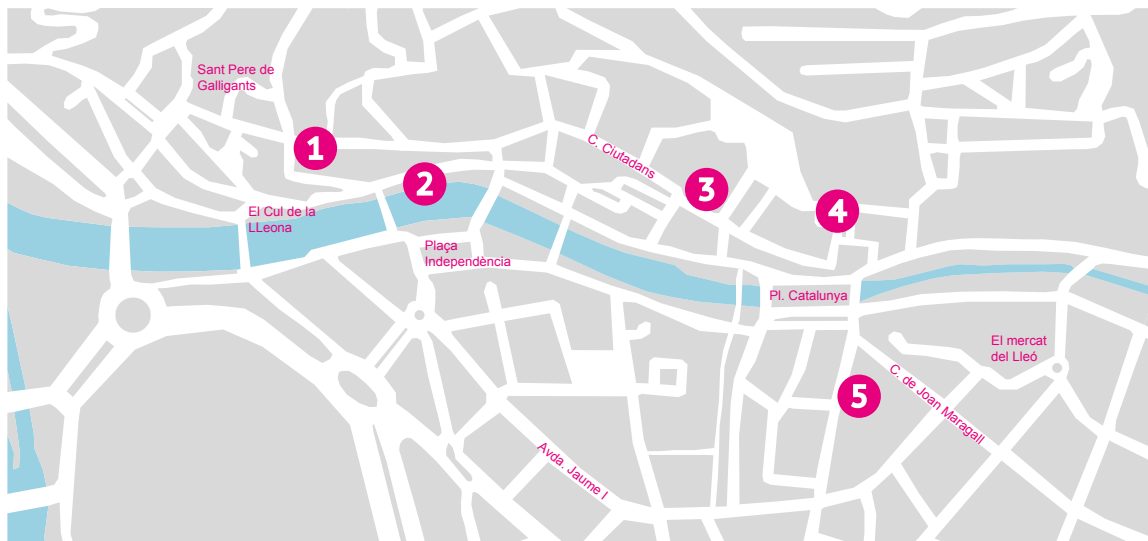 Sant Pere de
Galligants
1
C. Ciutadans
2
3
El Cul de la
LLeona
4
Plaça
Independència
Pl. Catalunya
El mercat
del Lleó
5
C. de Joan Maragall
Avda. Jaume I